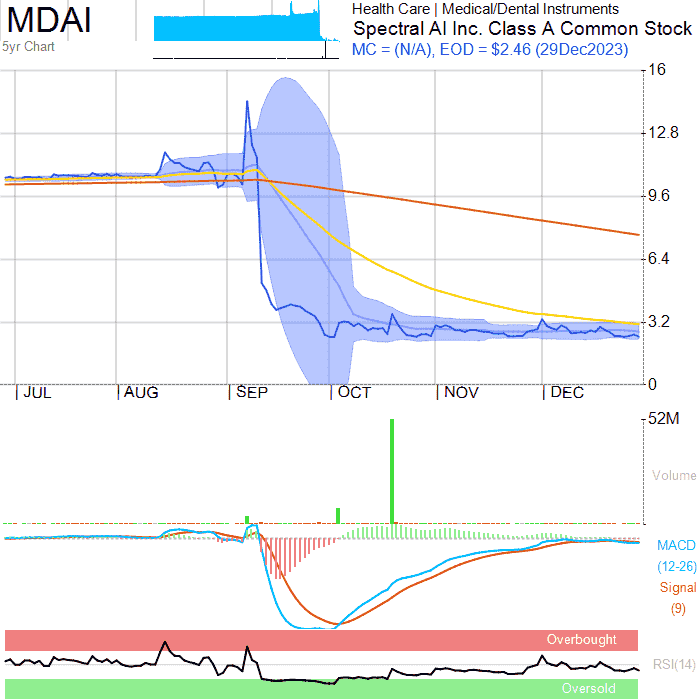 MDAI
5yr Chart
Health Care | Medical/Dental Instruments
Spectral AI Inc. Class A Common Stock
MC = (N/A), EOD = $2.46 (29Dec2023)
16
12.8
9.6
6.4
3.2
0
JUL AUG SEP OCT NOV DEC
52M
Volume
MACD
(12-26)
Signal
(9)
Overbought
RSI(14)
Oversold